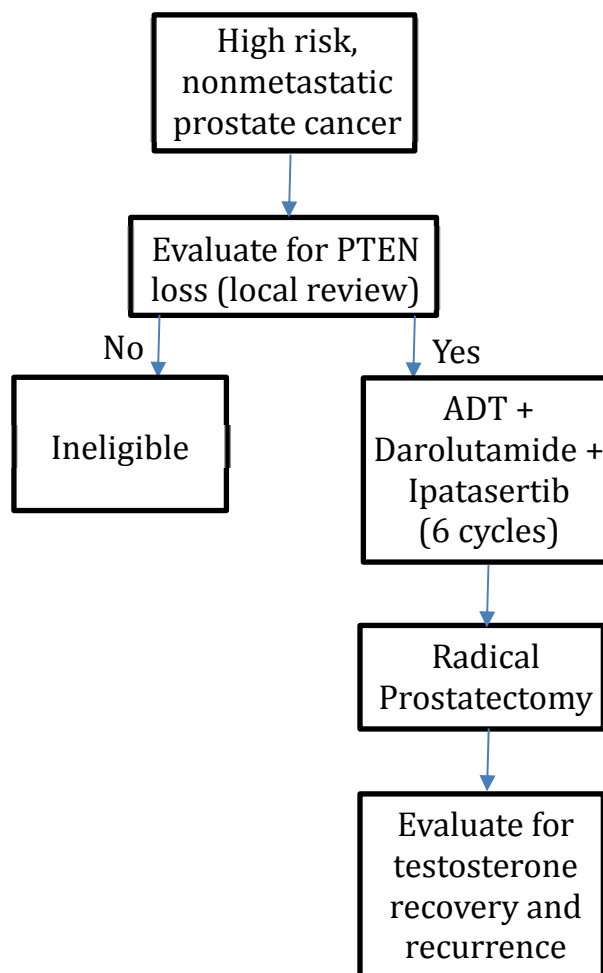 High risk,
nonmetastatic
prostate cancer
Evaluate for PTEN
loss (local review)
No
Yes
Ineligible
ADT +
Darolutamide +
Ipatasertib
(6 cycles)
Radical
Prostatectomy
Evaluate for
testosterone
recovery and
recurrence